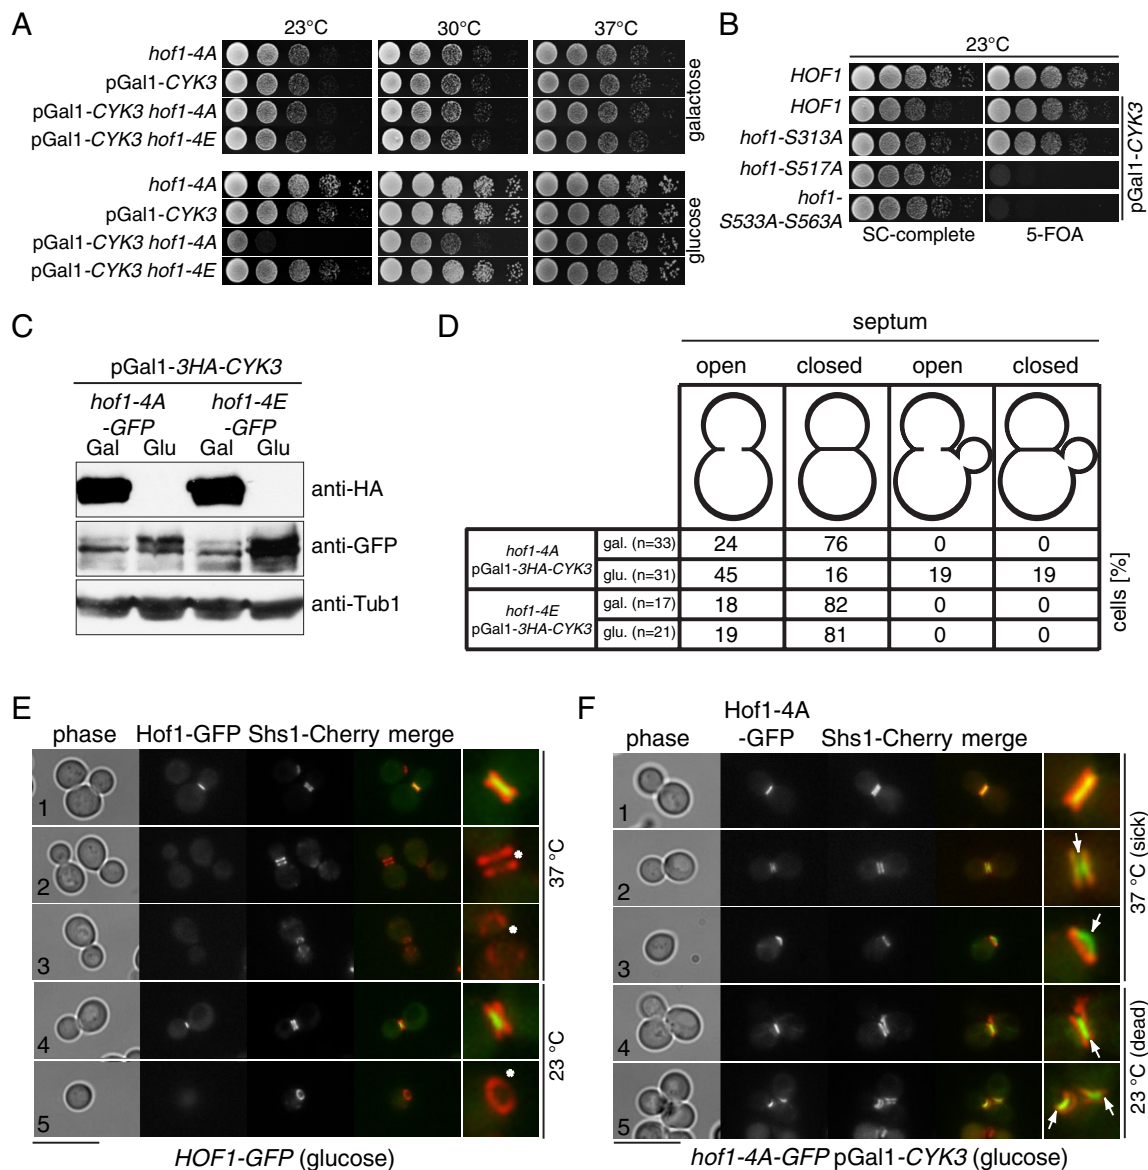 A
23°C 30°C 37°C
hof1-4A
pGal1-CYK3
pGal1-CYK3 hof1-4A
pGal1-CYK3 hof1-4E
galactose
hof1-4A
pGal1-CYK3
pGal1-CYK3 hof1-4A
pGal1-CYK3 hof1-4E
glucose
B
23°C
HOF1
HOF1
hof1-S313A
hof1-S517A
hof1-
S533A-S563A
pGal1-CYK3
SC-complete 5-FOA
C
pGal1-3HA-CYK3
hof1-4A hof1-4E
-GFP -GFP
Gal Glu Gal Glu
anti-HA
anti-GFP
anti-Tub1
D
septum
open closed open closed
hof1-4A
pGal1-3HA-CYK3
gal. (n=33) 24 76 0 0
glu. (n=31) 45 16 19 19
hof1-4E
pGal1-3HA-CYK3
gal. (n=17) 18 82 0 0
glu. (n=21) 19 81 0 0
cells [%]
E
phase Hof1-GFP Shs1-Cherry merge
1
2
3
4
5
37 °C
23 °C
HOF1-GFP (glucose)
F
Hof1-4A
phase -GFP Shs1-Cherry merge
1
2
3
4
5
37 °C (sick)
23 °C (dead)
hof1-4A-GFP pGal1-CYK3 (glucose)